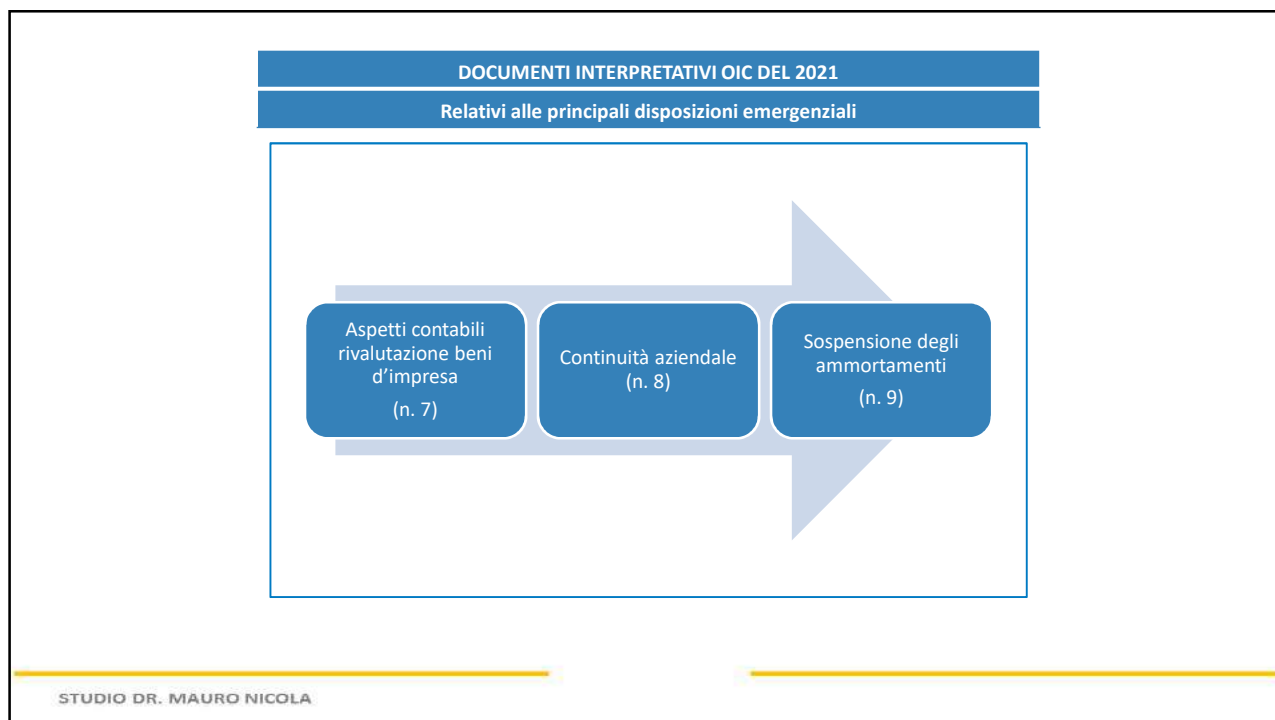 DOCUMENTI INTERPRETATIVI OIC DEL 2021
Relativi alle principali disposizioni emergenziali
Aspetti contabili
rivalutazione beni
d’impresa
(n. 7)
Continuità aziendale
(n. 8)
Sospensione degli
ammortamenti
(n. 9)
STUDIO DR. MAURO NICOLA